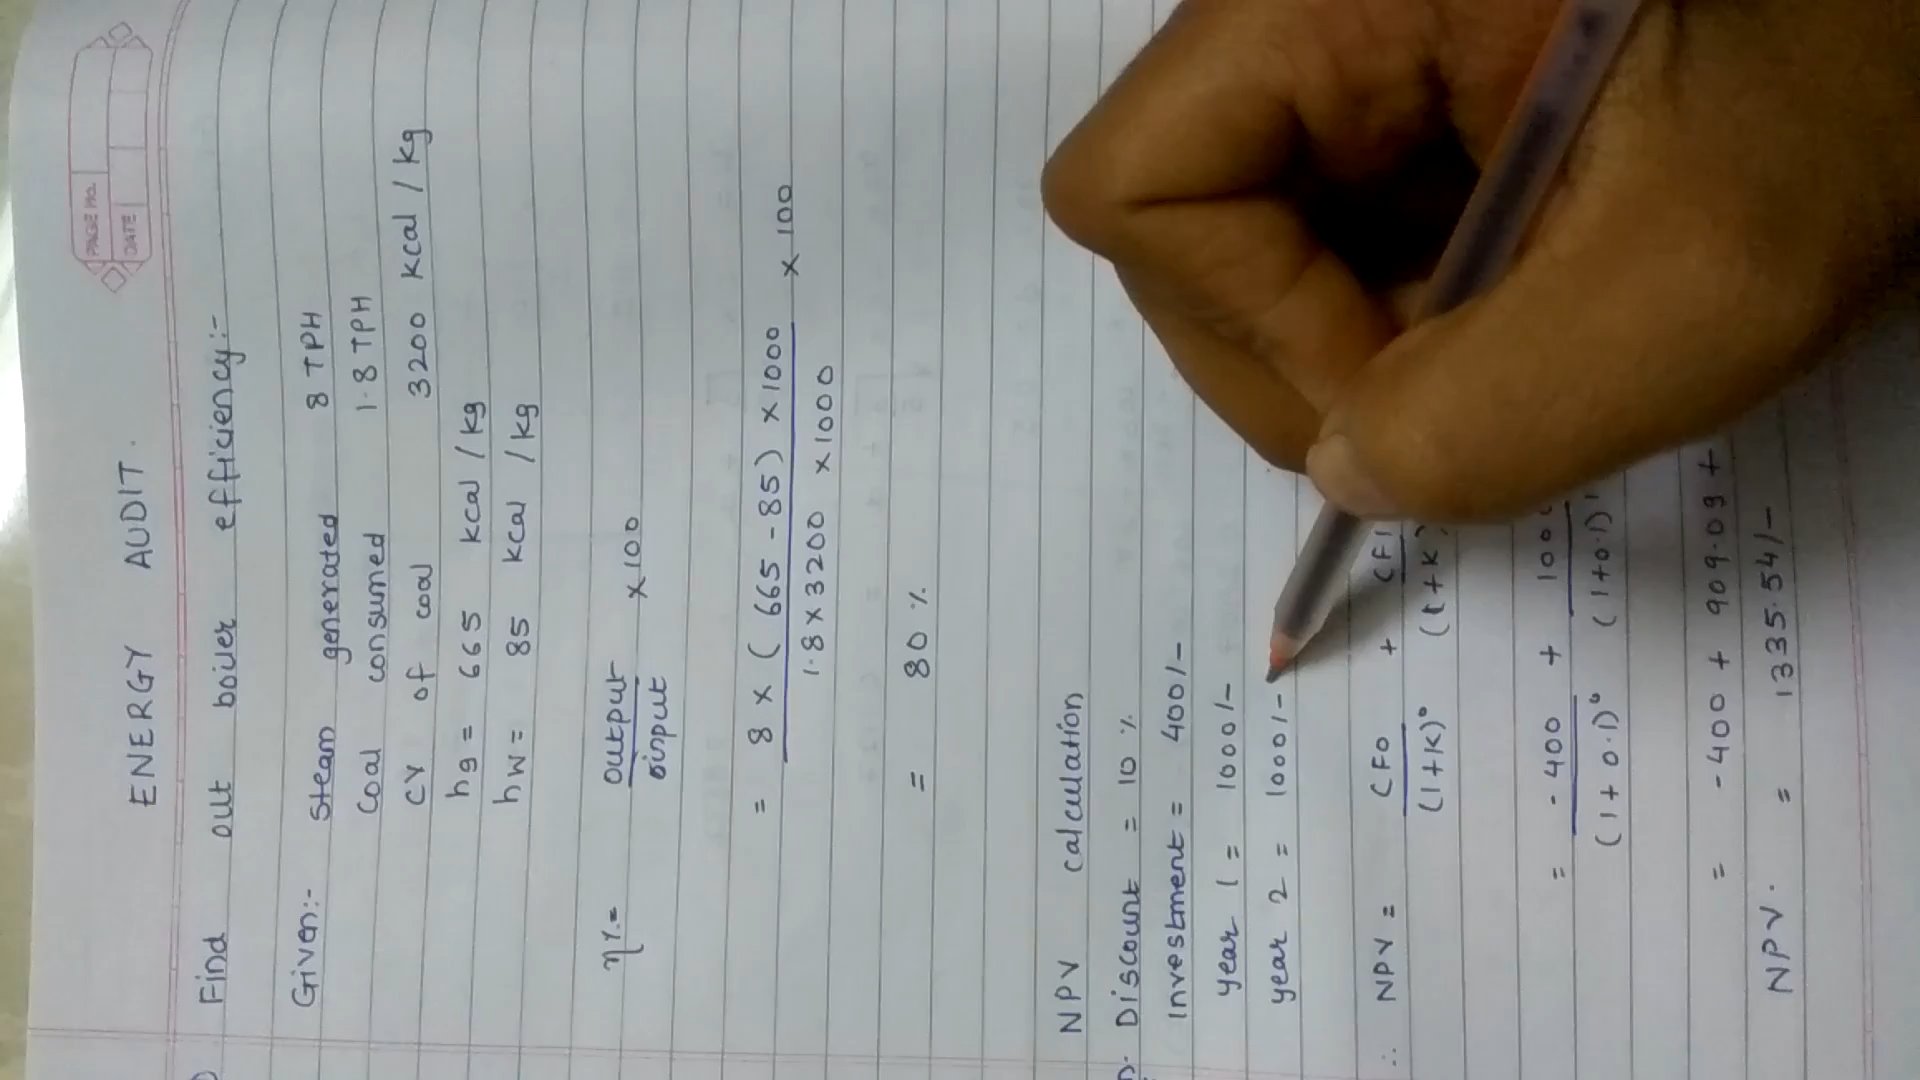 PAGE No.
DATE
ENERGY AUDIT.
Find out boiler efficiency:-
Given:- Steam generated 8 TPH
Coal consumed 1.8 TPH
CV of coal 3200 kcal / kg
hg = 665 kcal / kg
hw = 85 kcal / kg
η%= output / input × 100
= 8 × ( 665 - 85) × 1000 / 1.8 × 3200 × 1000 × 100
= 80 %
NPV calculation
Discount = 10 %
Investment = 400/-
year 1 = 1000/-
year 2 = 1000/-
∴ NPV = CF0 / (1+K)⁰ + CF1 / (1+K)
= -400 / (1+0.1)⁰ + 100 / (1+0.1)¹
= -400 + 909.09 +
NPV. = 1335.54/-